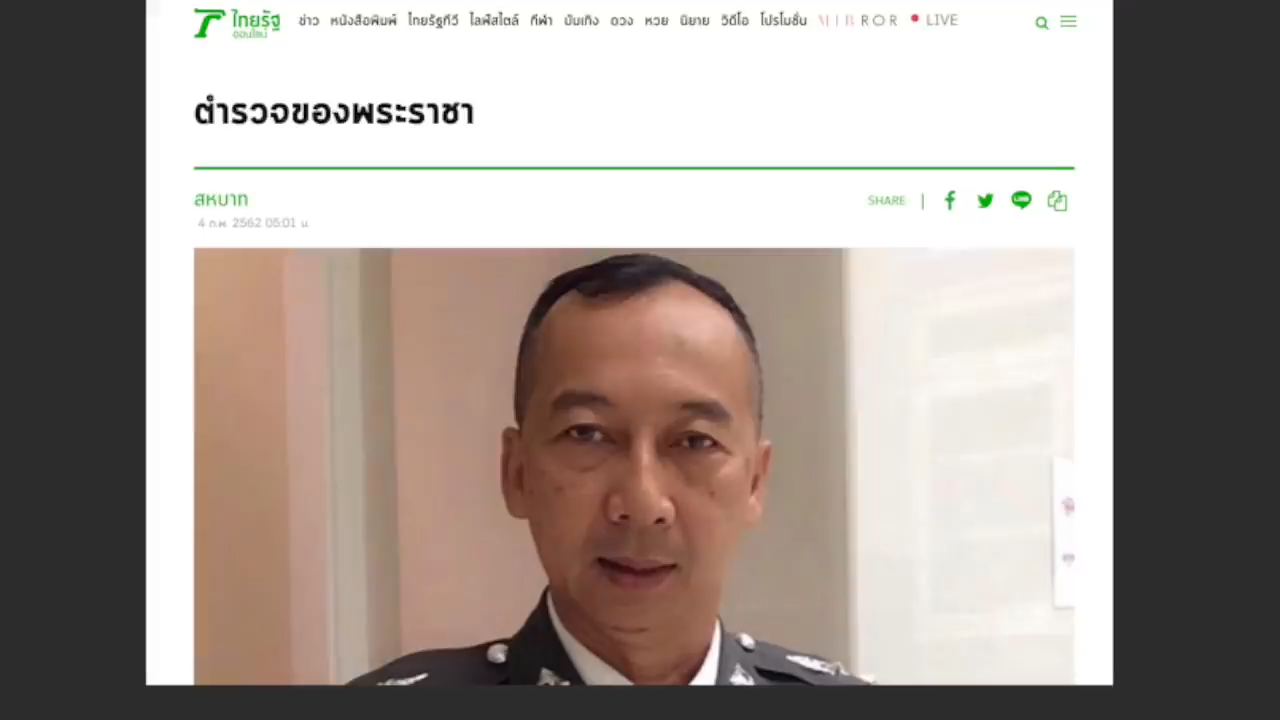 ไทยรัฐ
ออนไลน์
ข่าว หนังสือพิมพ์ ไทยรัฐทีวี ไลฟ์สไตล์ กีฬา บันเทิง ดวง หวย นิยาย วิดีโอ โปรโมชั่น MIRROR LIVE
ตำรวจของพระราชา
สหบาท
4 ก.พ. 2562 05:01 น.
SHARE |
LINE